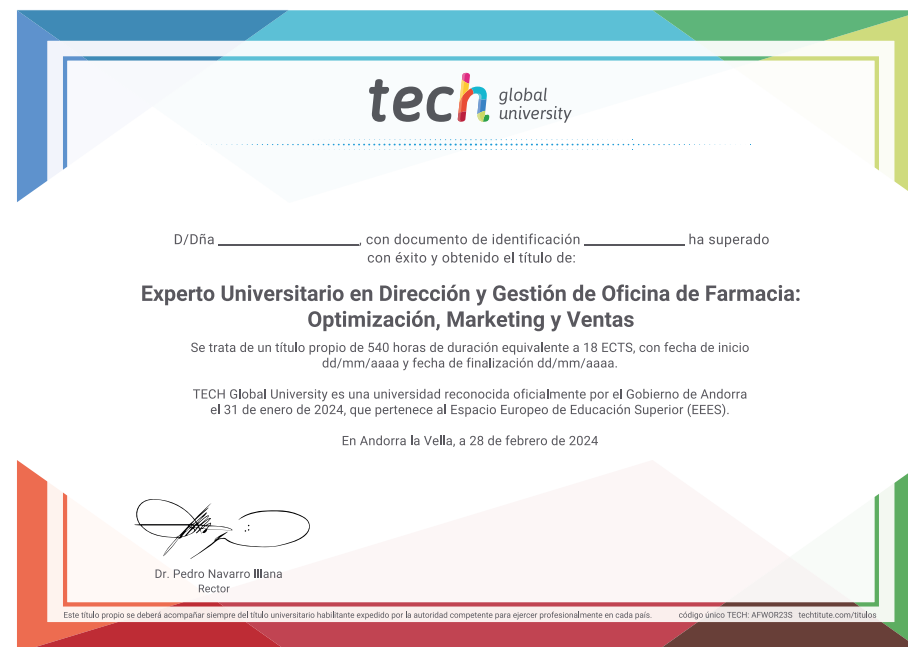 tech global
university
D/Dña ______________, con documento de identificación ______________ ha superado
con éxito y obtenido el título de:
Experto Universitario en Dirección y Gestión de Oficina de Farmacia:
Optimización, Marketing y Ventas
Se trata de un título propio de 540 horas de duración equivalente a 18 ECTS, con fecha de inicio
dd/mm/aaaa y fecha de finalización dd/mm/aaaa.
TECH Global University es una universidad reconocida oficialmente por el Gobierno de Andorra
el 31 de enero de 2024, que pertenece al Espacio Europeo de Educación Superior (EEES).
En Andorra la Vella, a 28 de febrero de 2024
Dr. Pedro Navarro Illana
Rector
Este título propio se deberá acompañar siempre del título universitario habilitante expedido por la autoridad competente para ejercer profesionalmente en cada país. código único TECH: AFWOR23S techtitute.com/titulos